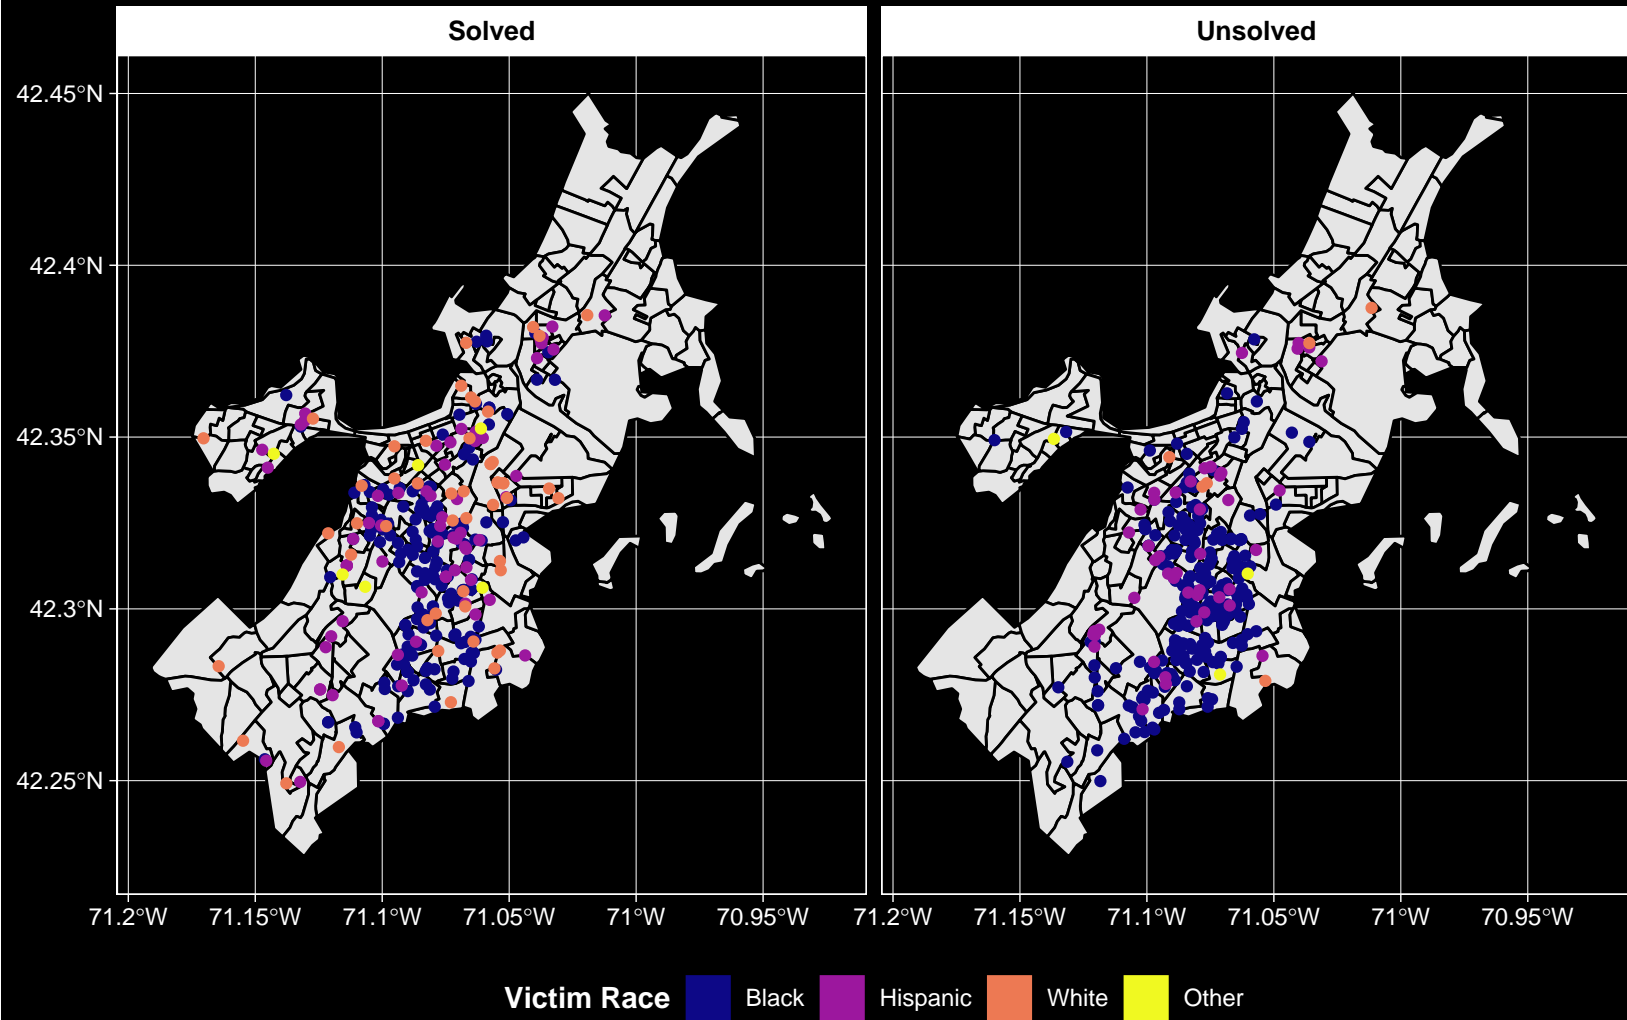 Solved Unsolved
42.45°N
42.4°N
42.35°N
42.3°N
42.25°N
71.2°W 71.15°W 71.1°W 71.05°W 71°W 70.95°W 71.2°W 71.15°W 71.1°W 71.05°W 71°W 70.95°W
Victim Race Black Hispanic White Other